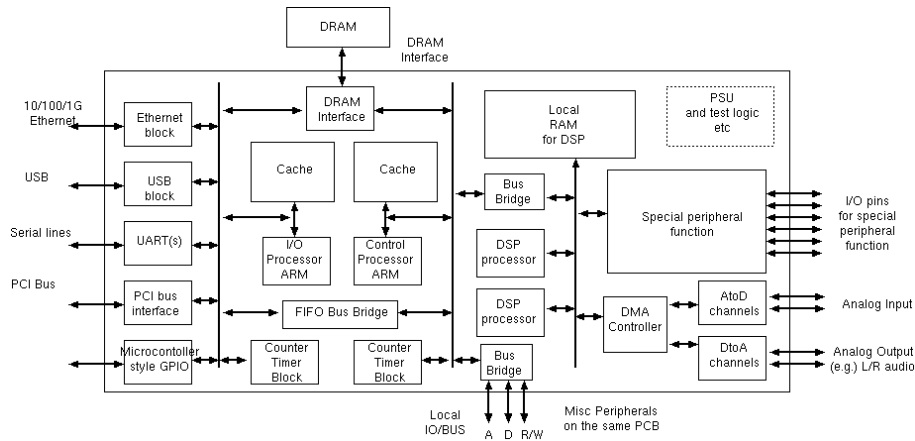 DRAM
DRAM
Interface
10/100/1G
Ethernet
Ethernet
block
DRAM
Interface
Local
RAM
for DSP
PSU
and test logic
etc
USB
USB
block
Cache
Cache
Bus
Bridge
Special peripheral
function
I/O pins
for special
peripheral
function
Serial lines
UART(s)
I/O
Processor
ARM
Control
Processor
ARM
DSP
processor
PCI Bus
PCI bus
interface
FIFO Bus Bridge
DSP
processor
DMA
Controller
AtoD
channels
Analog Input
Microcontoller
style GPIO
Counter
Timer
Block
Counter
Timer
Block
Bus
Bridge
DtoA
channels
Analog Output
(e.g.) L/R audio
Local
IO/BUS
A D R/W
Misc Peripherals
on the same PCB